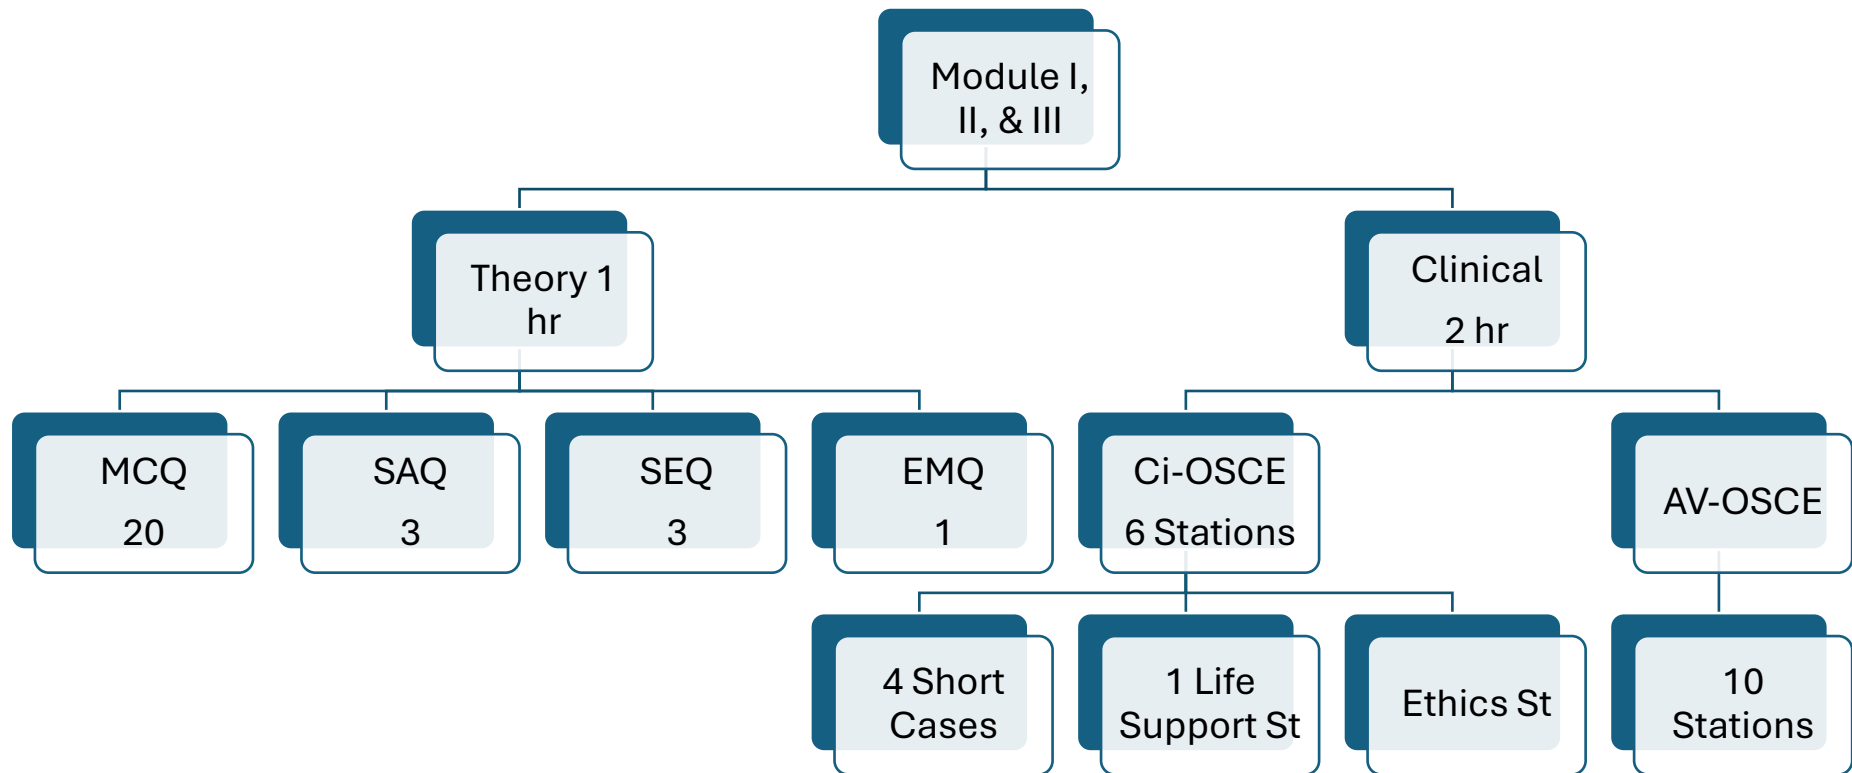 Module I,
II, & III
Theory 1
hr
Clinical
2 hr
MCQ
20
SAQ
3
SEQ
3
EMQ
1
Ci-OSCE
6 Stations
AV-OSCE
4 Short
Cases
1 Life
Support St
Ethics St
10
Stations